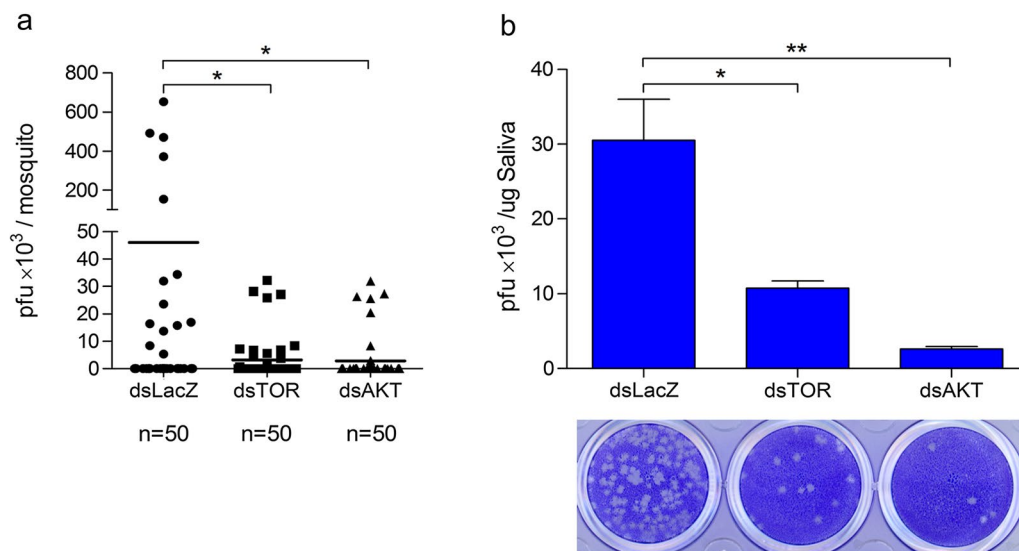 a
pfu ×10³ / mosquito
800
600
400
200
50
40
30
20
10
0
*
*
dsLacZ dsTOR dsAKT
n=50 n=50 n=50
b
pfu ×10³ /ug Saliva
40
30
20
10
0
**
*
dsLacZ dsTOR dsAKT